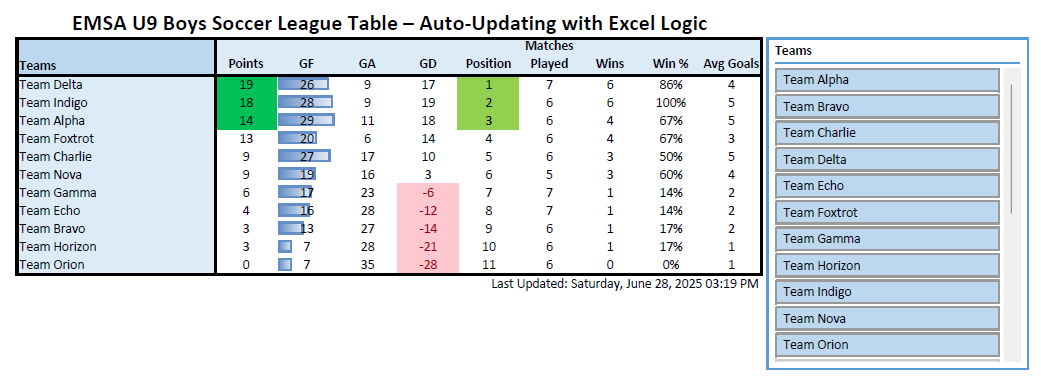 EMSA U9 Boys Soccer League Table – Auto-Updating with Excel Logic
Teams Points GF GA GD Position Matches Played Wins Win % Avg Goals
Team Delta 19 26 9 17 1 7 6 86% 4
Team Indigo 18 28 9 19 2 6 6 100% 5
Team Alpha 14 29 11 18 3 6 4 67% 5
Team Foxtrot 13 20 6 14 4 6 4 67% 3
Team Charlie 9 27 17 10 5 6 3 50% 5
Team Nova 9 19 16 3 6 5 3 60% 4
Team Gamma 6 17 23 -6 7 7 1 14% 2
Team Echo 4 16 28 -12 8 7 1 14% 2
Team Bravo 3 13 27 -14 9 6 1 17% 2
Team Horizon 3 7 28 -21 10 6 1 17% 1
Team Orion 0 7 35 -28 11 6 0 0% 1
Last Updated: Saturday, June 28, 2025 03:19 PM
Teams
Team Alpha
Team Bravo
Team Charlie
Team Delta
Team Echo
Team Foxtrot
Team Gamma
Team Horizon
Team Indigo
Team Nova
Team Orion